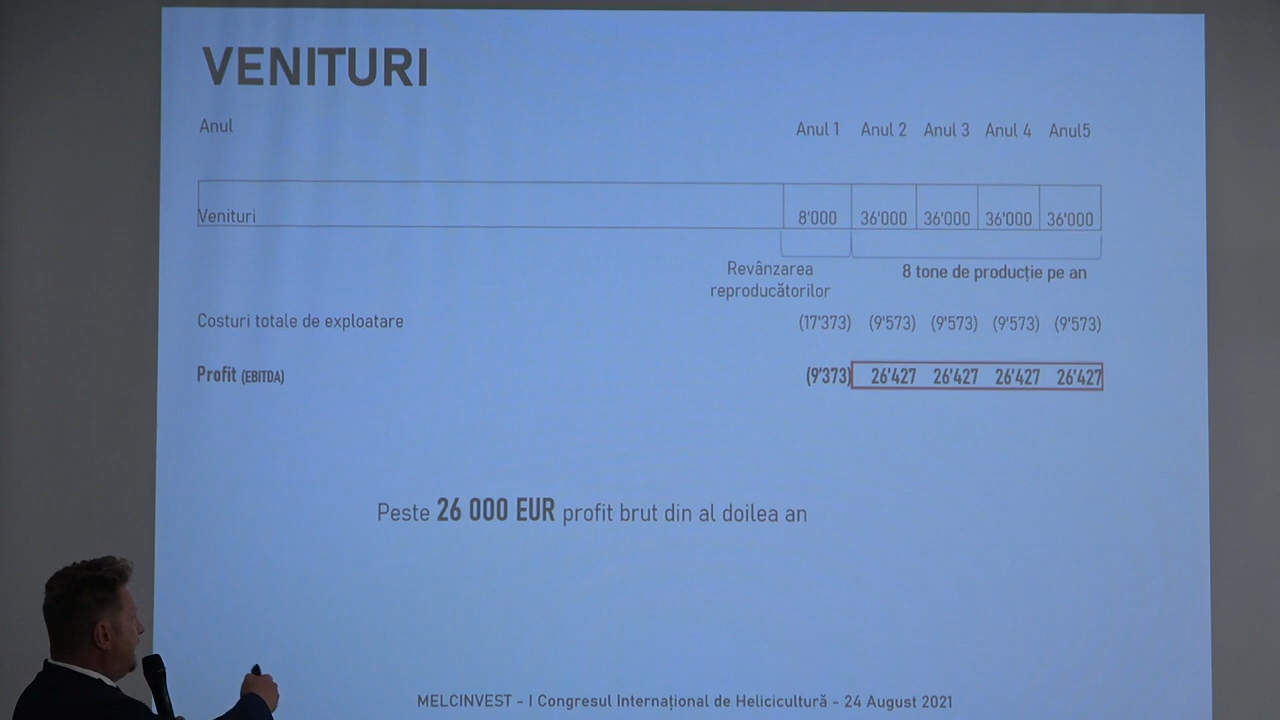 VENITURI
Anul Anul 1 Anul 2 Anul 3 Anul 4 Anul5
Venituri 8'000 36'000 36'000 36'000 36'000
Revânzarea reproducătorilor
8 tone de producție pe an
Costuri totale de exploatare (17'373) (9'573) (9'573) (9'573) (9'573)
Profit (EBITDA) (9'373) 26'427 26'427 26'427 26'427
Peste 26 000 EUR profit brut din al doilea an
MELCINVEST - I Congresul Internațional de Helicicultură - 24 August 2021